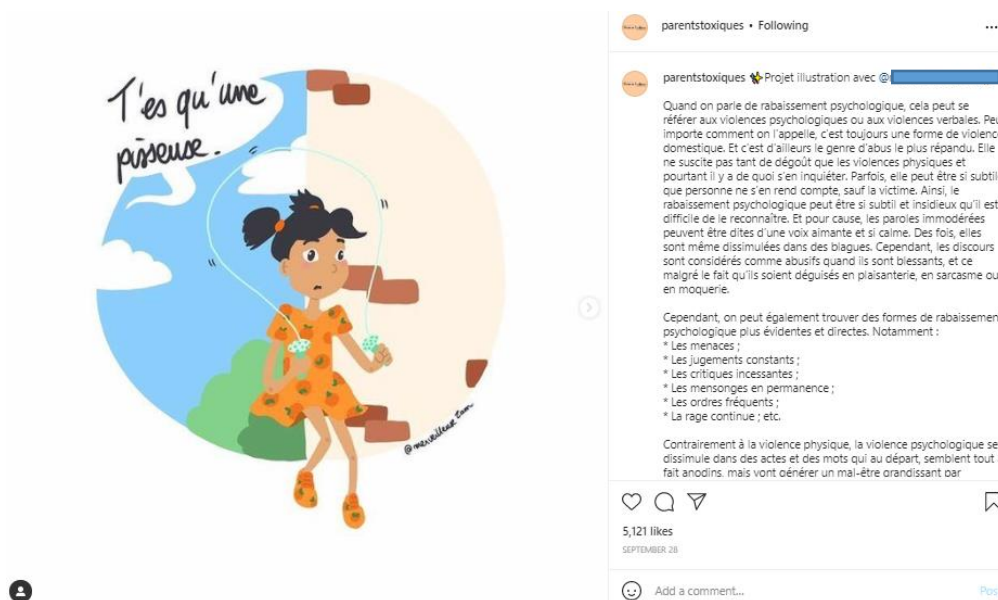 T'es qu'une
pisseuse.
@merveilleux.tam
parentstoxiques • Following
parentstoxiques Projet illustration avec @
Quand on parle de rabaissement psychologique, cela peut se
référer aux violences psychologiques ou aux violences verbales. Peu
importe comment on l'appelle, c'est toujours une forme de violence
domestique. Et c'est d'ailleurs le genre d'abus le plus répandu. Elle
ne suscite pas tant de dégoût que les violences physiques et
pourtant il y a de quoi s'en inquiéter. Parfois, elle peut être si subtile
que personne ne s'en rend compte, sauf la victime. Ainsi, le
rabaissement psychologique peut être si subtil et insidieux qu'il est
difficile de le reconnaître. Et pour cause, les paroles immodérées
peuvent être dites d'une voix aimante et si calme. Des fois, elles
sont même dissimulées dans des blagues. Cependant, les discours
sont considérés comme abusifs quand ils sont blessants, et ce
malgré le fait qu'ils soient déguisés en plaisanterie, en sarcasme ou
en moquerie.
Cependant, on peut également trouver des formes de rabaissement
psychologique plus évidentes et directes. Notamment :
* Les menaces ;
* Les jugements constants ;
* Les critiques incessantes ;
* Les mensonges en permanence ;
* Les ordres fréquents ;
* La rage continue ; etc.
Contrairement à la violence physique, la violence psychologique se
dissimule dans des actes et des mots qui au départ, semblent tout
fait anodins, mais vont générer un mal-être grandissant par
5,121 likes
SEPTEMBER 28
Add a comment...
Pos